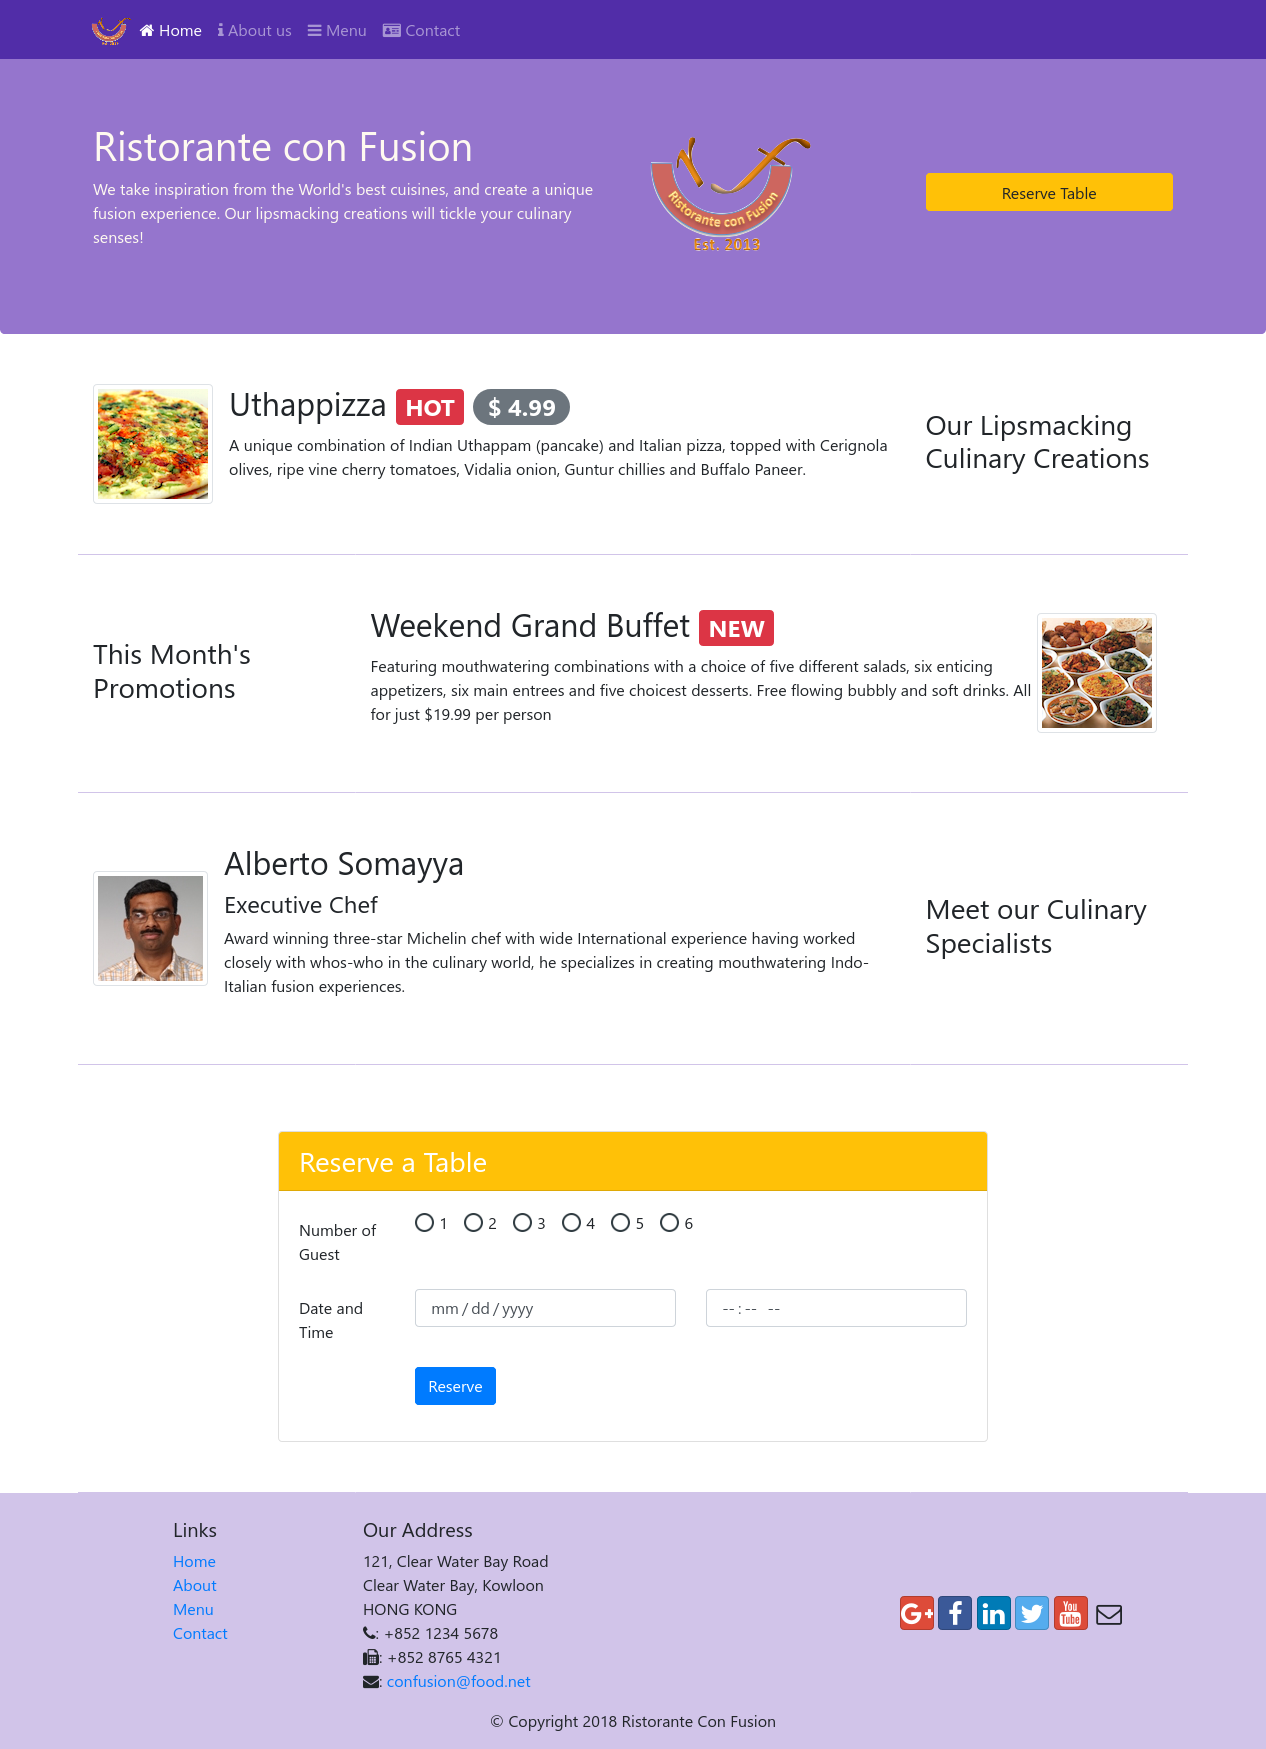 Home About us Menu Contact
Ristorante con Fusion
We take inspiration from the World's best cuisines, and create a unique
fusion experience. Our lipsmacking creations will tickle your culinary
senses!
Ristorante con Fusion
Est. 2013
Reserve Table
Uthappizza HOT $ 4.99
A unique combination of Indian Uthappam (pancake) and Italian pizza, topped with Cerignola
olives, ripe vine cherry tomatoes, Vidalia onion, Guntur chillies and Buffalo Paneer.
Our Lipsmacking
Culinary Creations
This Month's
Promotions
Weekend Grand Buffet NEW
Featuring mouthwatering combinations with a choice of five different salads, six enticing
appetizers, six main entrees and five choicest desserts. Free flowing bubbly and soft drinks. All
for just $19.99 per person
Alberto Somayya
Executive Chef
Award winning three-star Michelin chef with wide International experience having worked
closely with whos-who in the culinary world, he specializes in creating mouthwatering Indo-
Italian fusion experiences.
Meet our Culinary
Specialists
Reserve a Table
Number of
Guest
1 2 3 4 5 6
Date and
Time
mm/dd/yyyy
--:-- --
Reserve
Links
Home
About
Menu
Contact
Our Address
121, Clear Water Bay Road
Clear Water Bay, Kowloon
HONG KONG
: +852 1234 5678
: +852 8765 4321
: confusion@food.net
G+ f in You Tube
© Copyright 2018 Ristorante Con Fusion